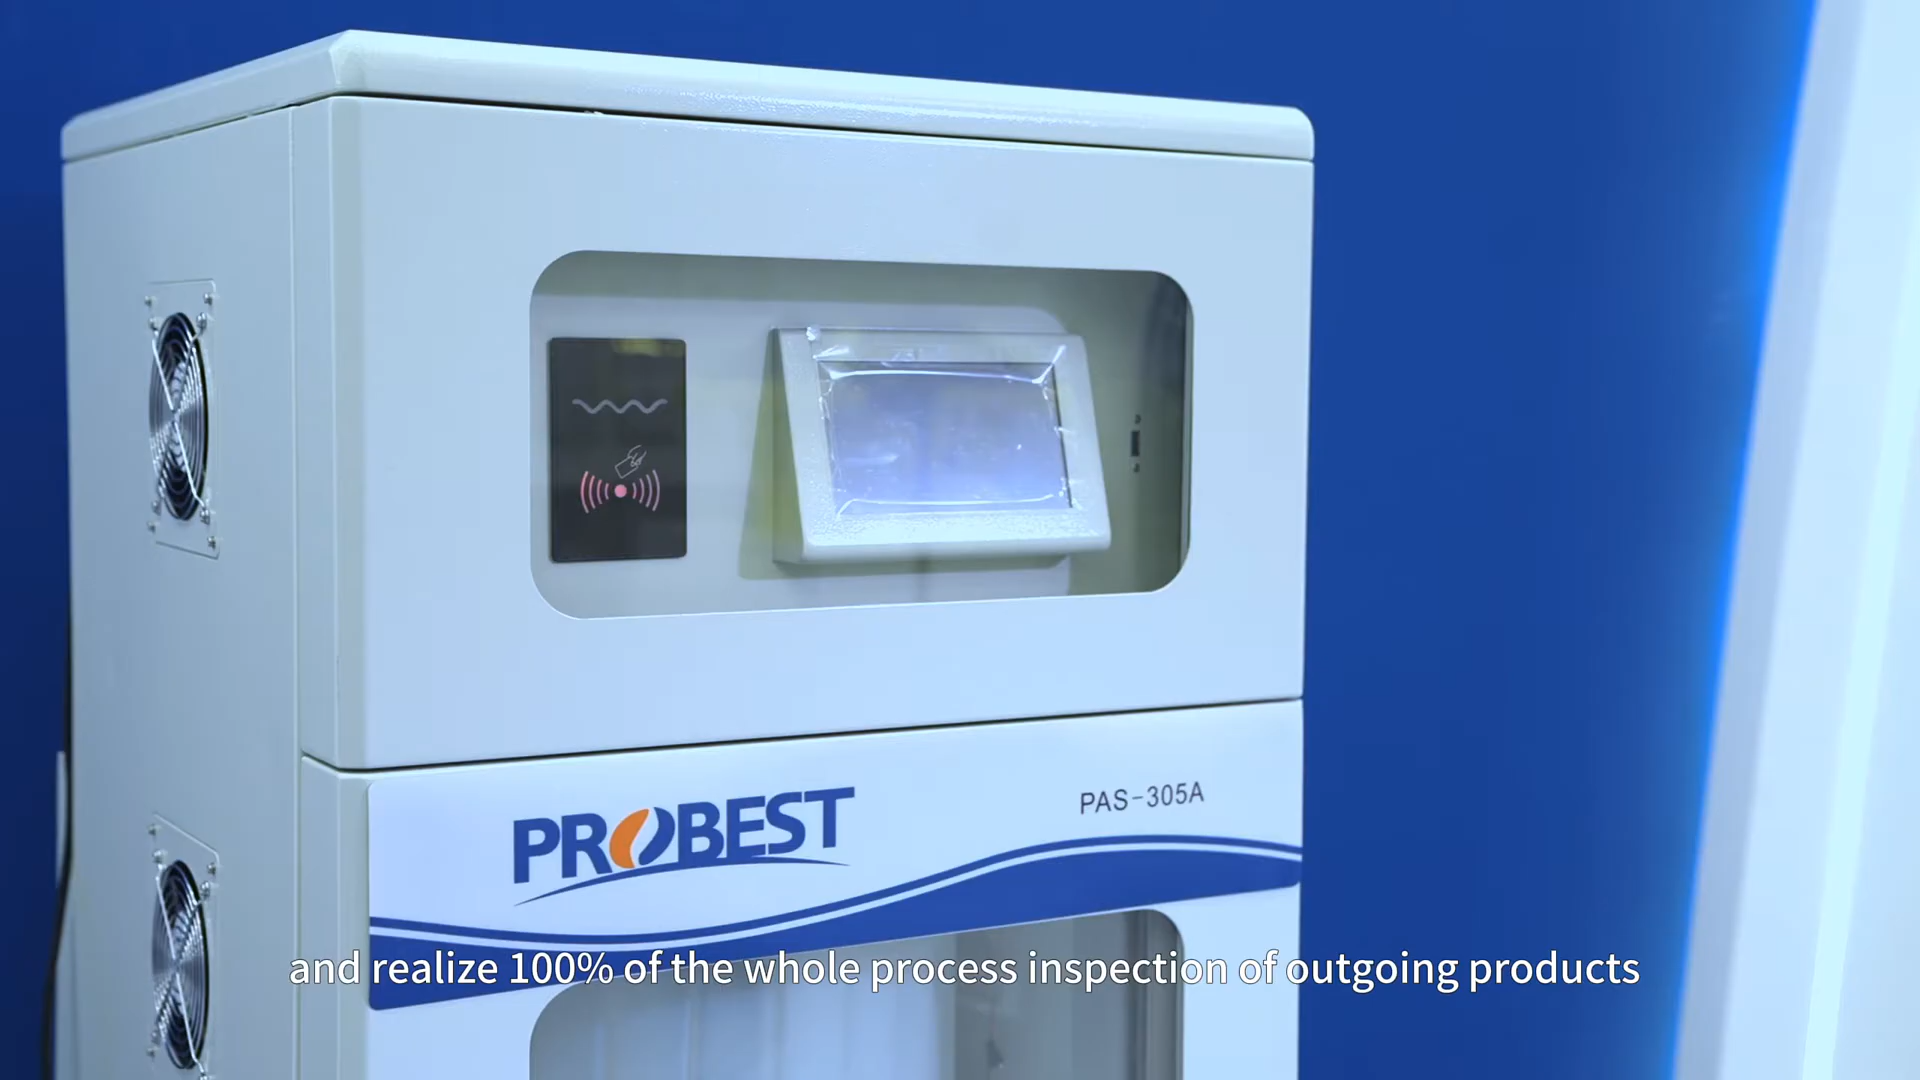 PROBEST
PAS-305A
and realize 100% of the whole process inspection of outgoing products